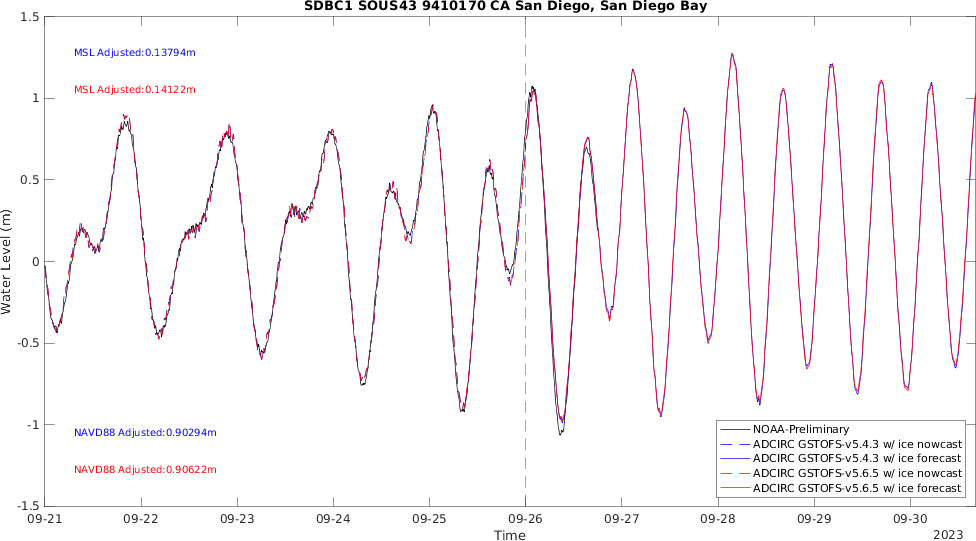 SDBC1 SOUS43 9410170 CA San Diego, San Diego Bay
1.5
1
0.5
0
-0.5
-1
-1.5
Water Level (m)
MSL Adjusted:0.13794m
MSL Adjusted:0.14122m
NAVD88 Adjusted:0.90294m
NAVD88 Adjusted:0.90622m
NOAA-Preliminary
ADCIRC GSTOFS-v5.4.3 w/ ice nowcast
ADCIRC GSTOFS-v5.4.3 w/ ice forecast
ADCIRC GSTOFS-v5.6.5 w/ ice nowcast
ADCIRC GSTOFS-v5.6.5 w/ ice forecast
09-21 09-22 09-23 09-24 09-25 09-26 09-27 09-28 09-29 09-30
Time
2023